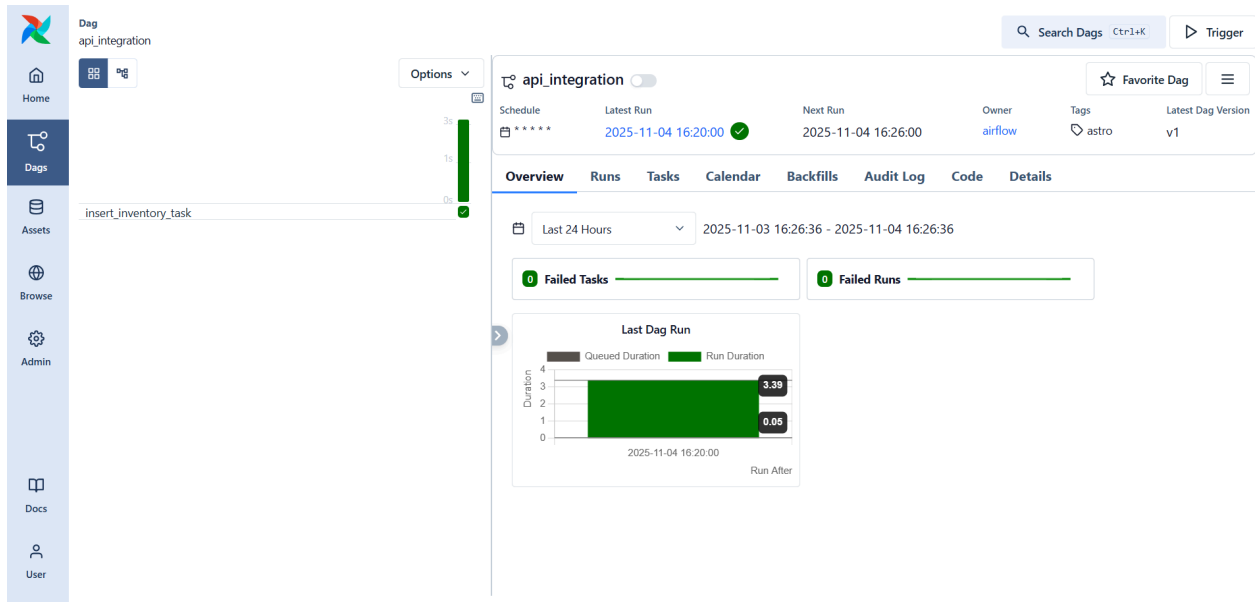 Dag
api_integration
Search Dags Ctrl+K
Trigger
Home
Dags
Assets
Browse
Admin
Docs
User
Options
3s
1s
0s
insert_inventory_task
api_integration
Favorite Dag
Schedule Latest Run Next Run Owner Tags Latest Dag Version
* * * * * 2025-11-04 16:20:00 2025-11-04 16:26:00 airflow astro v1
Overview Runs Tasks Calendar Backfills Audit Log Code Details
Last 24 Hours 2025-11-03 16:26:36 - 2025-11-04 16:26:36
0 Failed Tasks
0 Failed Runs
Last Dag Run
Queued Duration Run Duration
Duration
4
3
2
1
0
3.39
0.05
2025-11-04 16:20:00
Run After